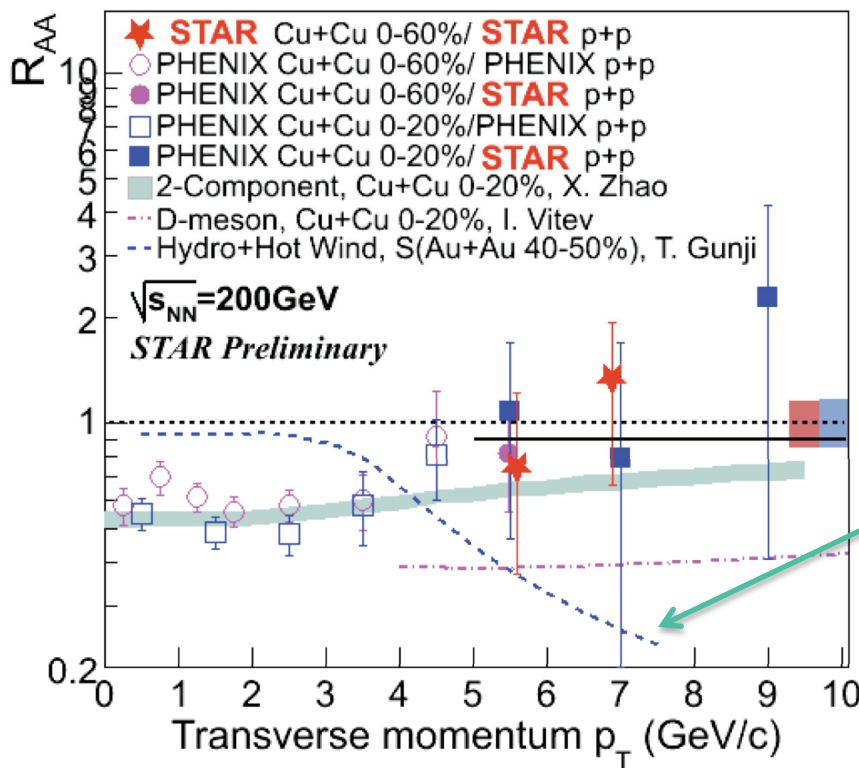 STAR Cu+Cu 0-60%/ STAR p+p
PHENIX Cu+Cu 0-60%/ PHENIX p+p
PHENIX Cu+Cu 0-60%/ STAR p+p
PHENIX Cu+Cu 0-20%/PHENIX p+p
PHENIX Cu+Cu 0-20%/ STAR p+p
2-Component, Cu+Cu 0-20%, X. Zhao
D-meson, Cu+Cu 0-20%, I. Vitev
Hydro+Hot Wind, S(Au+Au 40-50%), T. Gunji
√sNN=200GeV
STAR Preliminary
RAA
10
9
8
7
6
5
4
3
2
1
0.2
0 1 2 3 4 5 6 7 8 9 10
Transverse momentum pT (GeV/c)